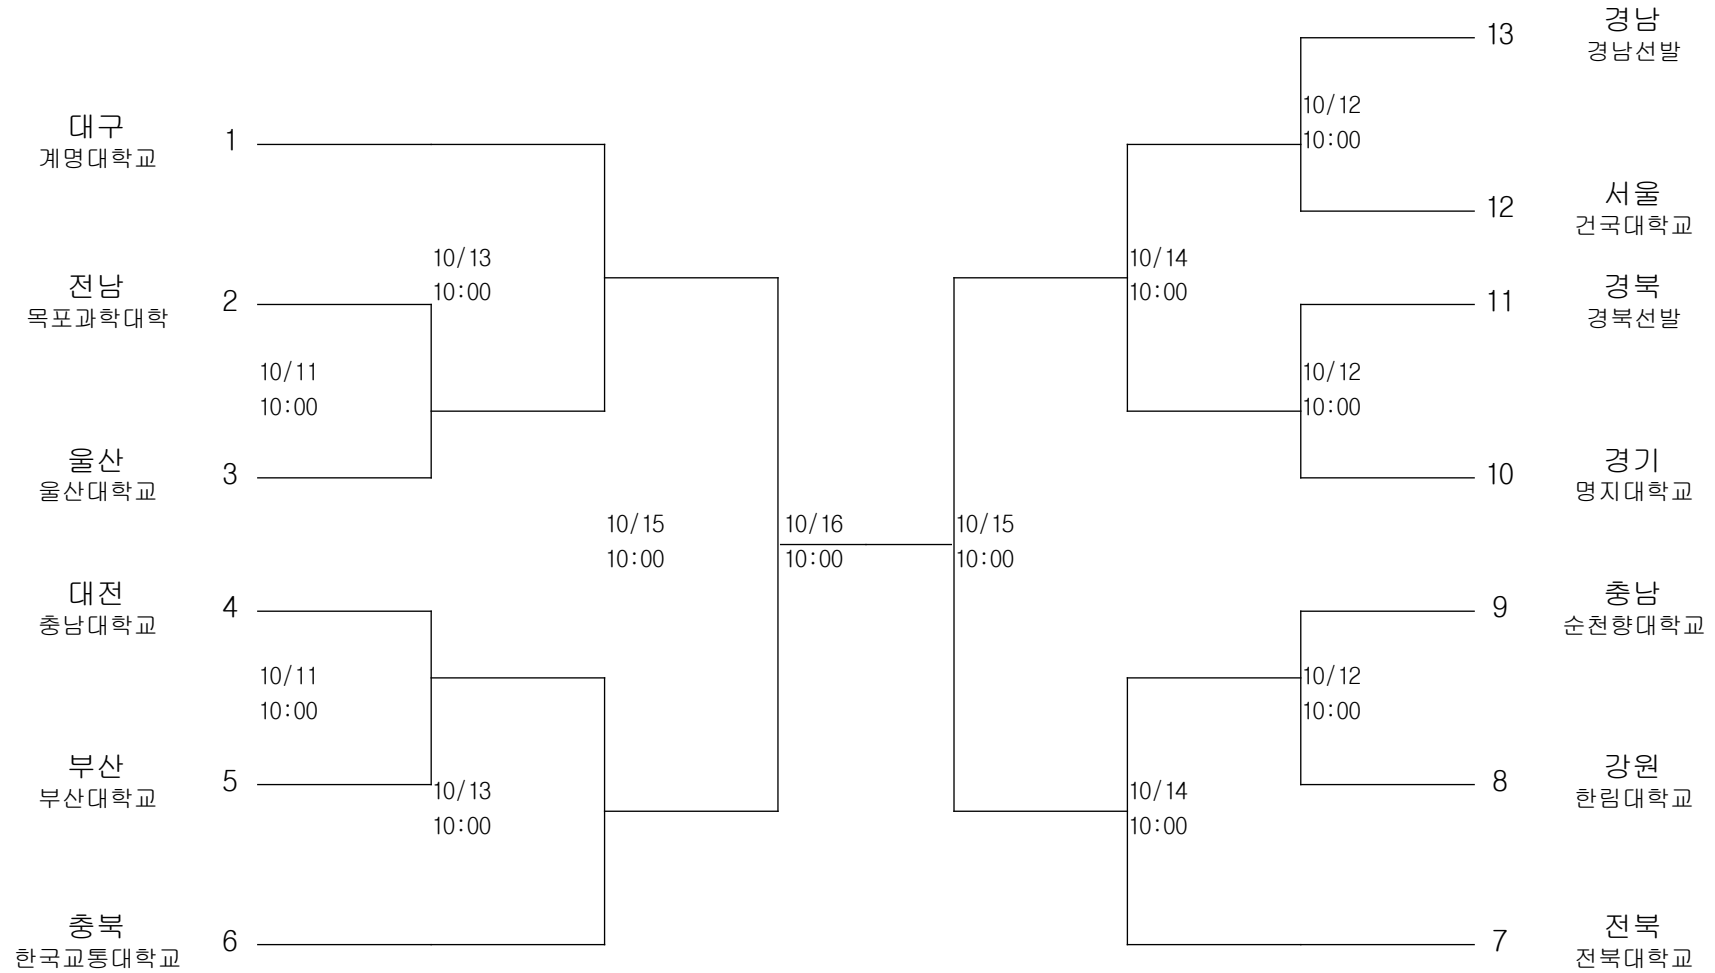 경남
13
경남선발
10/12
대구
1
10:00
계명대학교
서울
12
건국대학교
10/13
10/14
전남
경북
2
10:00
10:00
11
목포과학대학
경북선발
10/11
10/12
10:00
10:00
울산
경기
3
10
울산대학교
명지대학교
10/15
10/16
10/15
10:00
10:00
10:00
대전
충남
4
9
충남대학교
순천향대학교
10/11
10/12
10:00
10:00
부산
강원
5
8
부산대학교
한림대학교
10/13
10/14
10:00
10:00
충북
전북
6
7
한국교통대학교
전북대학교